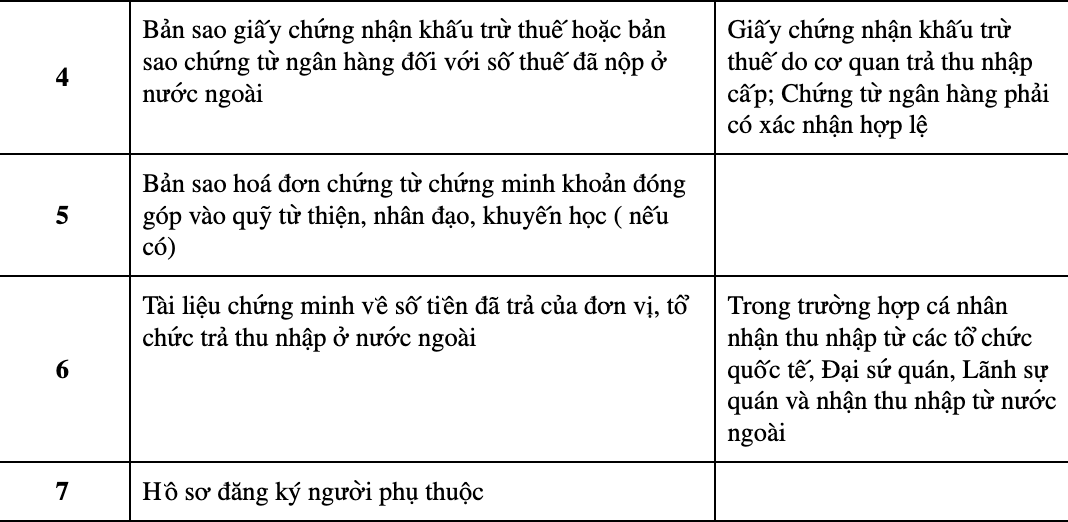 4
Bản sao giấy chứng nhận khấu trừ thuế hoặc bản
sao chứng từ ngân hàng đối với số thuế đã nộp ở
nước ngoài
Giấy chứng nhận khấu trừ
thuế do cơ quan trả thu nhập
cấp; Chứng từ ngân hàng phải
có xác nhận hợp lệ
5
Bản sao hoá đơn chứng từ chứng minh khoản đóng
góp vào quỹ từ thiện, nhân đạo, khuyến học ( nếu
có)
6
Tài liệu chứng minh về số tiền đã trả của đơn vị, tổ
chức trả thu nhập ở nước ngoài
Trong trường hợp cá nhân
nhận thu nhập từ các tổ chức
quốc tế, Đại sứ quán, Lãnh sự
quán và nhận thu nhập từ nước
ngoài
7
Hồ sơ đăng ký người phụ thuộc